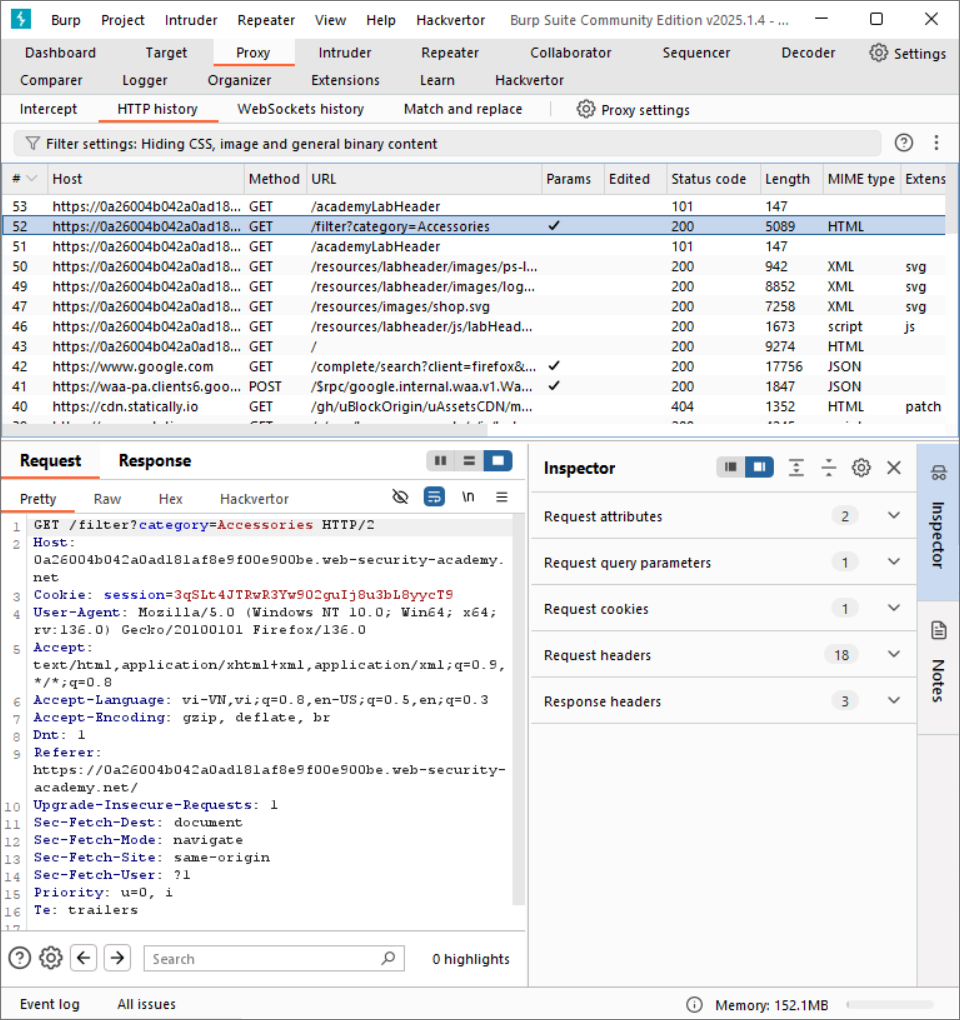 Burp Project Intruder Repeater View Help Hackvertor Burp Suite Community Edition v2025.1.4 - ...
Dashboard Target Proxy Intruder Repeater Collaborator Sequencer Decoder Settings
Comparer Logger Organizer Extensions Learn Hackvertor
Intercept HTTP history WebSockets history Match and replace Proxy settings
Filter settings: Hiding CSS, image and general binary content
# Host Method URL Params Edited Status code Length MIME type Extens
53 https://0a26004b042a0ad18... GET /academyLabHeader 101 147
52 https://0a26004b042a0ad18... GET /filter?category=Accessories ✓ 200 5089 HTML
51 https://0a26004b042a0ad18... GET /academyLabHeader 101 147
50 https://0a26004b042a0ad18... GET /resources/labheader/images/ps-l... 200 942 XML svg
49 https://0a26004b042a0ad18... GET /resources/labheader/images/log... 200 8852 XML svg
47 https://0a26004b042a0ad18... GET /resources/images/shop.svg 200 7258 XML svg
46 https://0a26004b042a0ad18... GET /resources/labheader/js/labHead... 200 1673 script js
43 https://0a26004b042a0ad18... GET / 200 9274 HTML
42 https://www.google.com GET /complete/search?client=firefox&... ✓ 200 17756 JSON
41 https://waa-pa.clients6.goo... POST /$rpc/google.internal.waa.v1.Wa... ✓ 200 1847 JSON
40 https://cdn.statically.io GET /gh/uBlockOrigin/uAssetsCDN/m... 404 1352 HTML patch
Request Response
Pretty Raw Hex Hackvertor \n
1 GET /filter?category=Accessories HTTP/2
2 Host:
0a26004b042a0ad181af8e9f00e900be.web-security-academy.
net
3 Cookie: session=3qSLt4JTRwR3Yw9O2guIj8u3bL8yycT9
4 User-Agent: Mozilla/5.0 (Windows NT 10.0; Win64; x64;
rv:136.0) Gecko/20100101 Firefox/136.0
5 Accept:
text/html,application/xhtml+xml,application/xml;q=0.9,
*/*;q=0.8
6 Accept-Language: vi-VN,vi;q=0.8,en-US;q=0.5,en;q=0.3
7 Accept-Encoding: gzip, deflate, br
8 Dnt: 1
9 Referer:
https://0a26004b042a0ad181af8e9f00e900be.web-security-
academy.net/
10 Upgrade-Insecure-Requests: 1
11 Sec-Fetch-Dest: document
12 Sec-Fetch-Mode: navigate
13 Sec-Fetch-Site: same-origin
14 Sec-Fetch-User: ?1
15 Priority: u=0, i
16 Te: trailers
17
Search 0 highlights
Inspector
Request attributes 2
Request query parameters 1
Request cookies 1
Request headers 18
Response headers 3
Inspector
Notes
Event log All issues Memory: 152.1MB